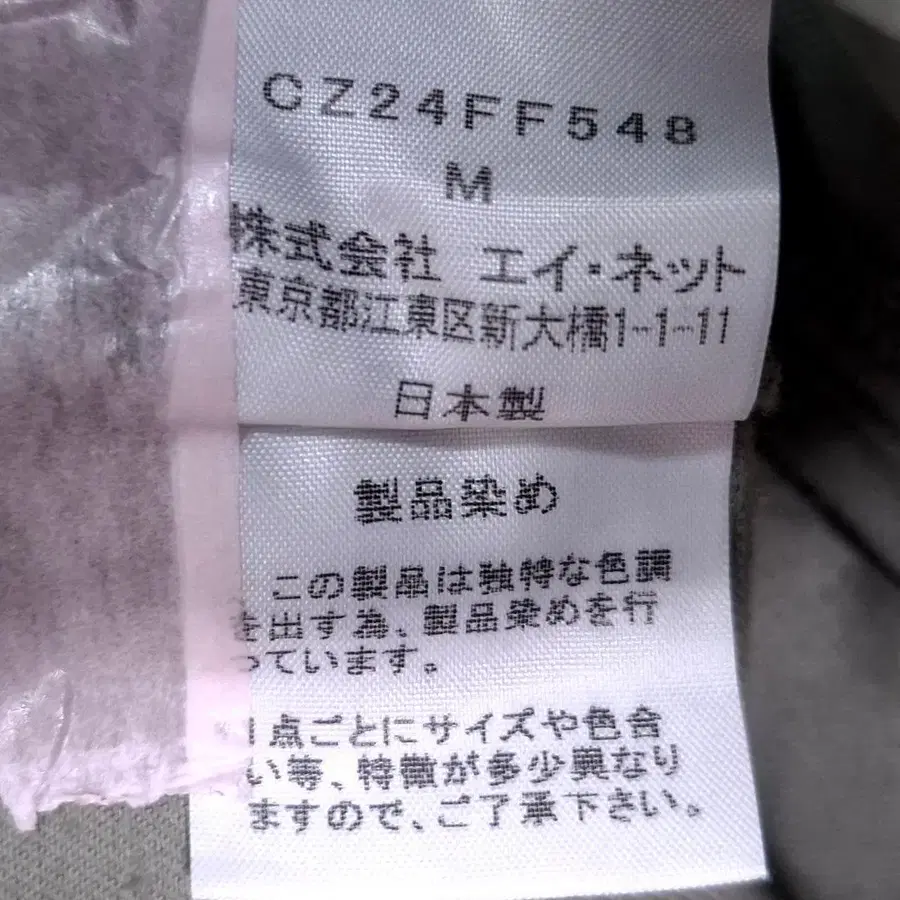 CZ24FF548
M
株式会社 エイ・ネット
東京都江東区新大橋1-1-11
日本製
製品染め
この製品は独特な色調
を出す為、製品染めを行
っています。
1点ごとにサイズや色合
い等、特徴が多少異なり
ますので、ご了承下さい。